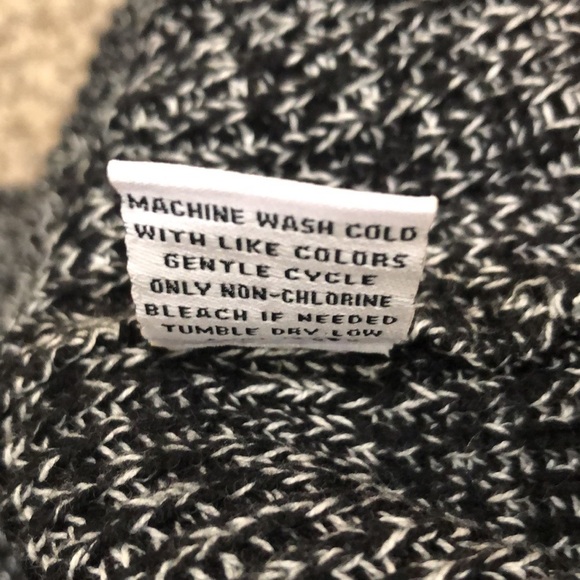 MACHINE WASH COLD
WITH LIKE COLORS
GENTLE CYCLE
ONLY NON-CHLORINE
BLEACH IF NEEDED
TUMBLE DRY LOW